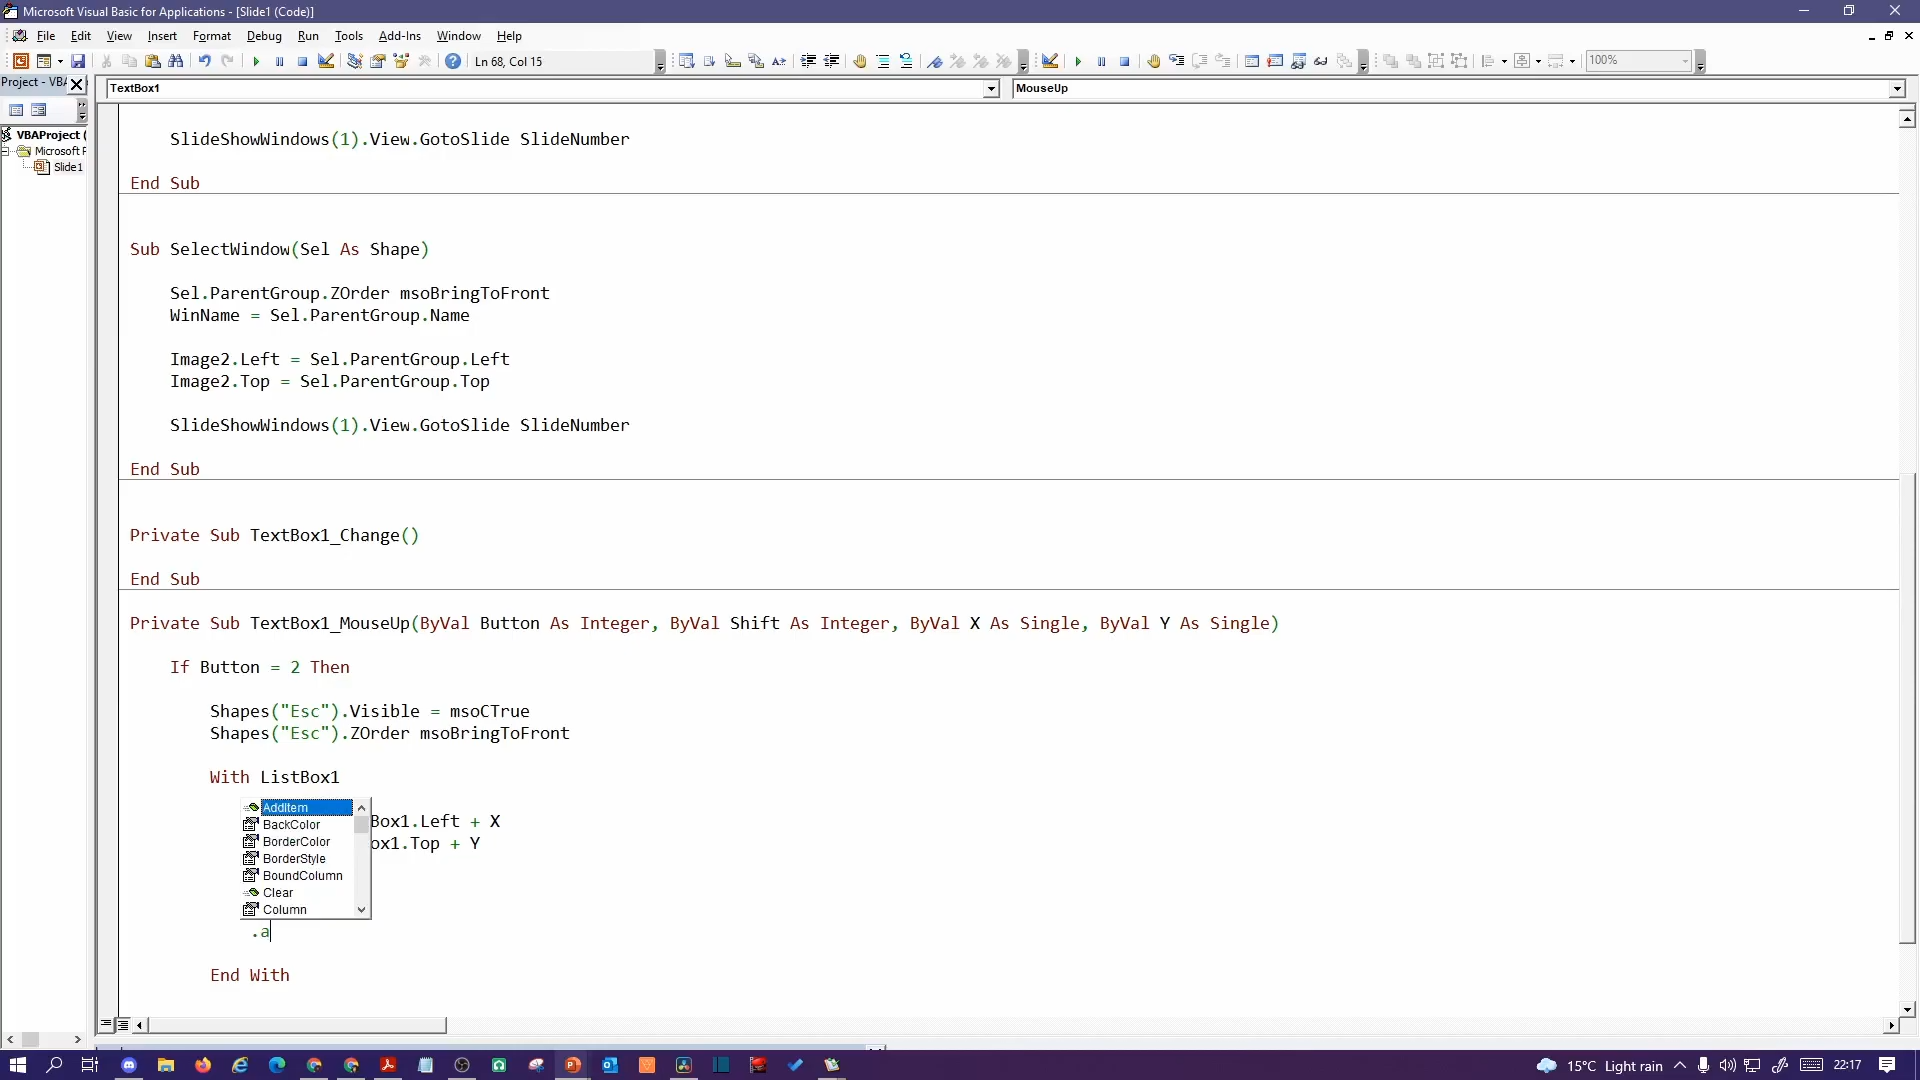 Microsoft Visual Basic for Applications - [Slide1 (Code)]
File Edit View Insert Format Debug Run Tools Add-Ins Window Help
Ln 68, Col 15
100%
Project - VBA
TextBox1
MouseUp
VBAProject (
Microsoft P
Slide1
SlideShowWindows(1).View.GotoSlide SlideNumber
End Sub
Sub SelectWindow(Sel As Shape)
Sel.ParentGroup.ZOrder msoBringToFront
WinName = Sel.ParentGroup.Name
Image2.Left = Sel.ParentGroup.Left
Image2.Top = Sel.ParentGroup.Top
SlideShowWindows(1).View.GotoSlide SlideNumber
End Sub
Private Sub TextBox1_Change()
End Sub
Private Sub TextBox1_MouseUp(ByVal Button As Integer, ByVal Shift As Integer, ByVal X As Single, ByVal Y As Single)
If Button = 2 Then
Shapes("Esc").Visible = msoCTrue
Shapes("Esc").ZOrder msoBringToFront
With ListBox1
AddItem
BackColor
Box1.Left + X
BorderColor
ox1.Top + Y
BorderStyle
BoundColumn
Clear
Column
.a
End With
15°C Light rain
22:17